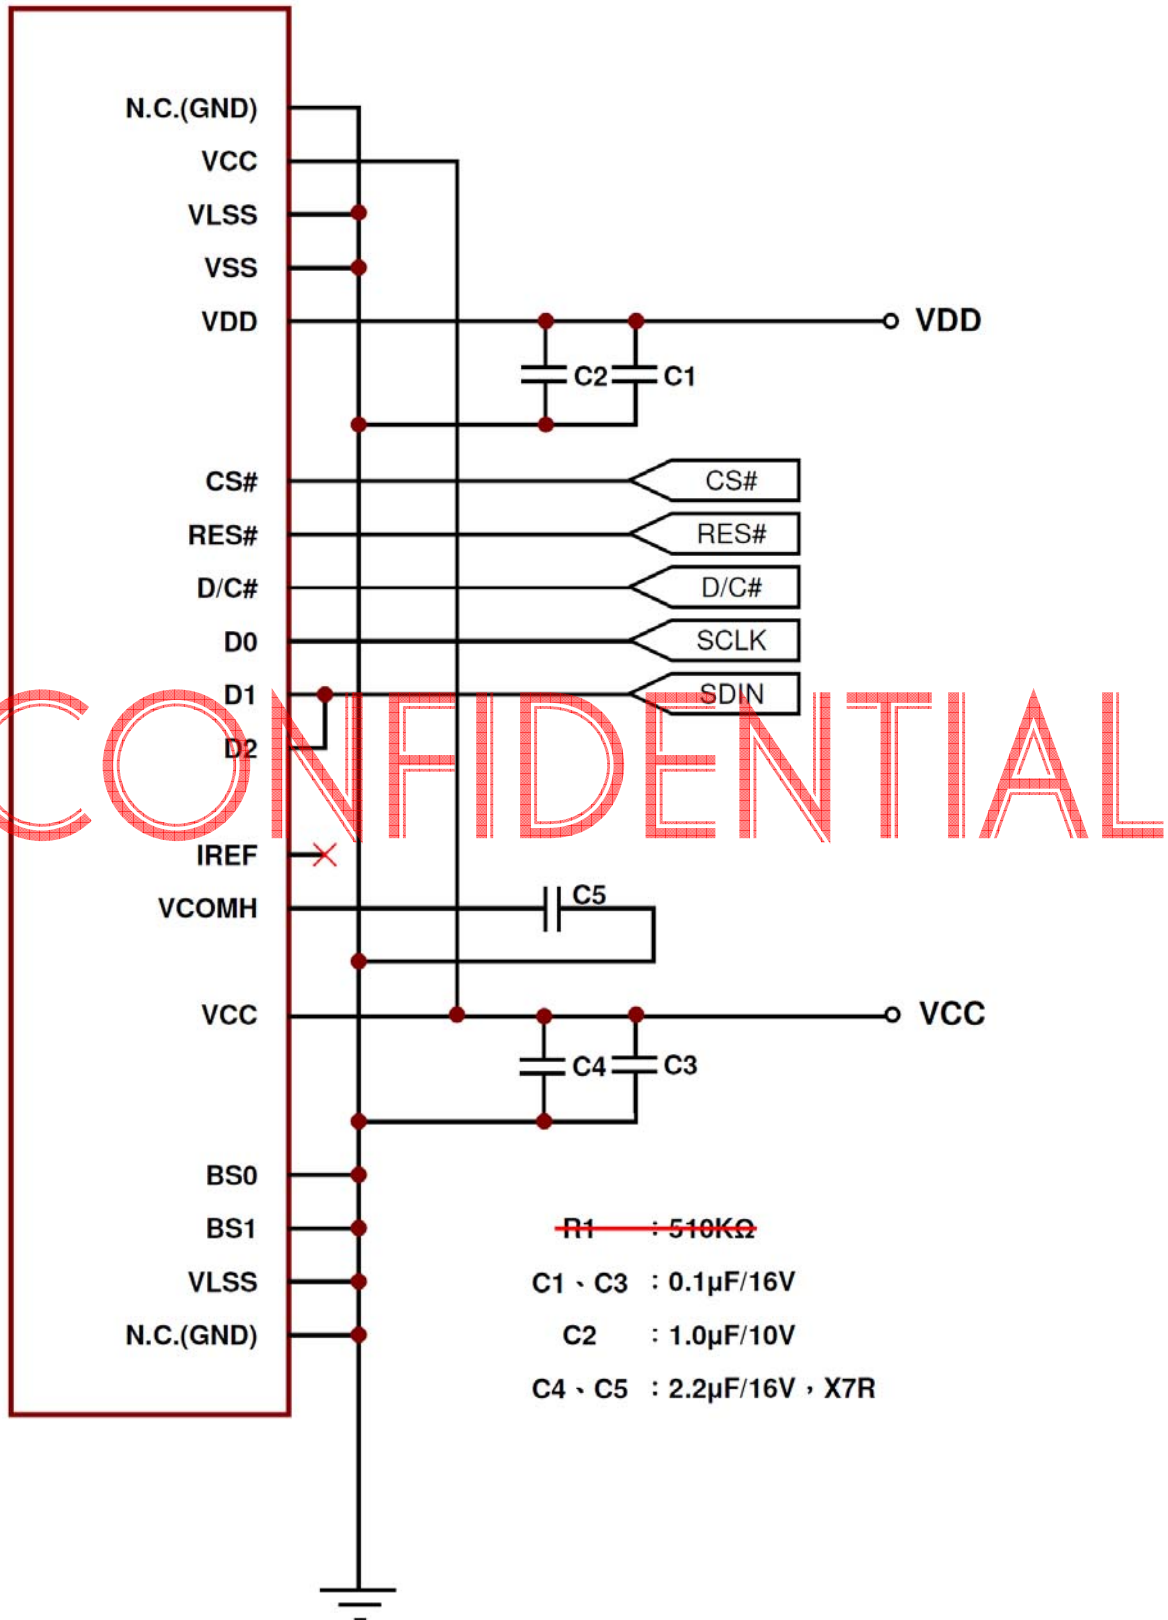 N.C.(GND)
VCC
VLSS
VSS
VDD
VDD
C2
C1
CS#
CS#
RES#
RES#
D/C#
D/C#
D0
SCLK
D1
SDIN
D2
CONFIDENTIAL
IREF
VCOMH
C5
VCC
VCC
C4
C3
BS0
BS1
R1 : 510KΩ
VLSS
C1、C3 : 0.1μF/16V
N.C.(GND)
C2 : 1.0μF/10V
C4、C5 : 2.2μF/16V，X7R